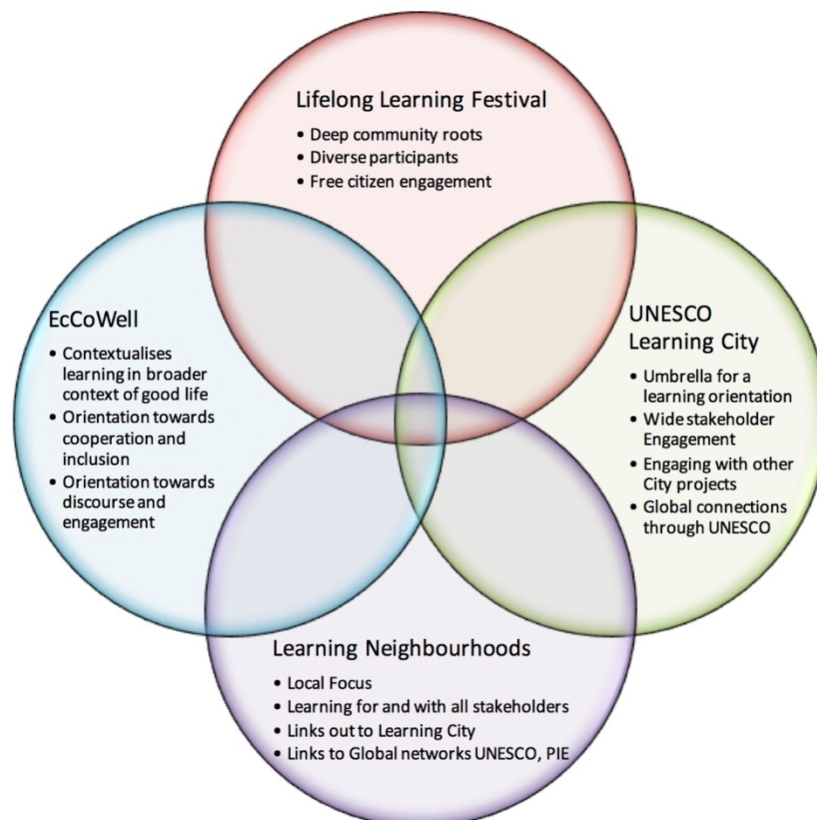 Lifelong Learning Festival
• Deep community roots
• Diverse participants
• Free citizen engagement
EcCoWell
• Contextualises
learning in broader
context of good life
• Orientation towards
cooperation and
inclusion
• Orientation towards
discourse and
engagement
UNESCO
Learning City
• Umbrella for a
learning orientation
• Wide stakeholder
Engagement
• Engaging with other
City projects
• Global connections
through UNESCO
Learning Neighbourhoods
• Local Focus
• Learning for and with all stakeholders
• Links out to Learning City
• Links to Global networks UNESCO, PIE